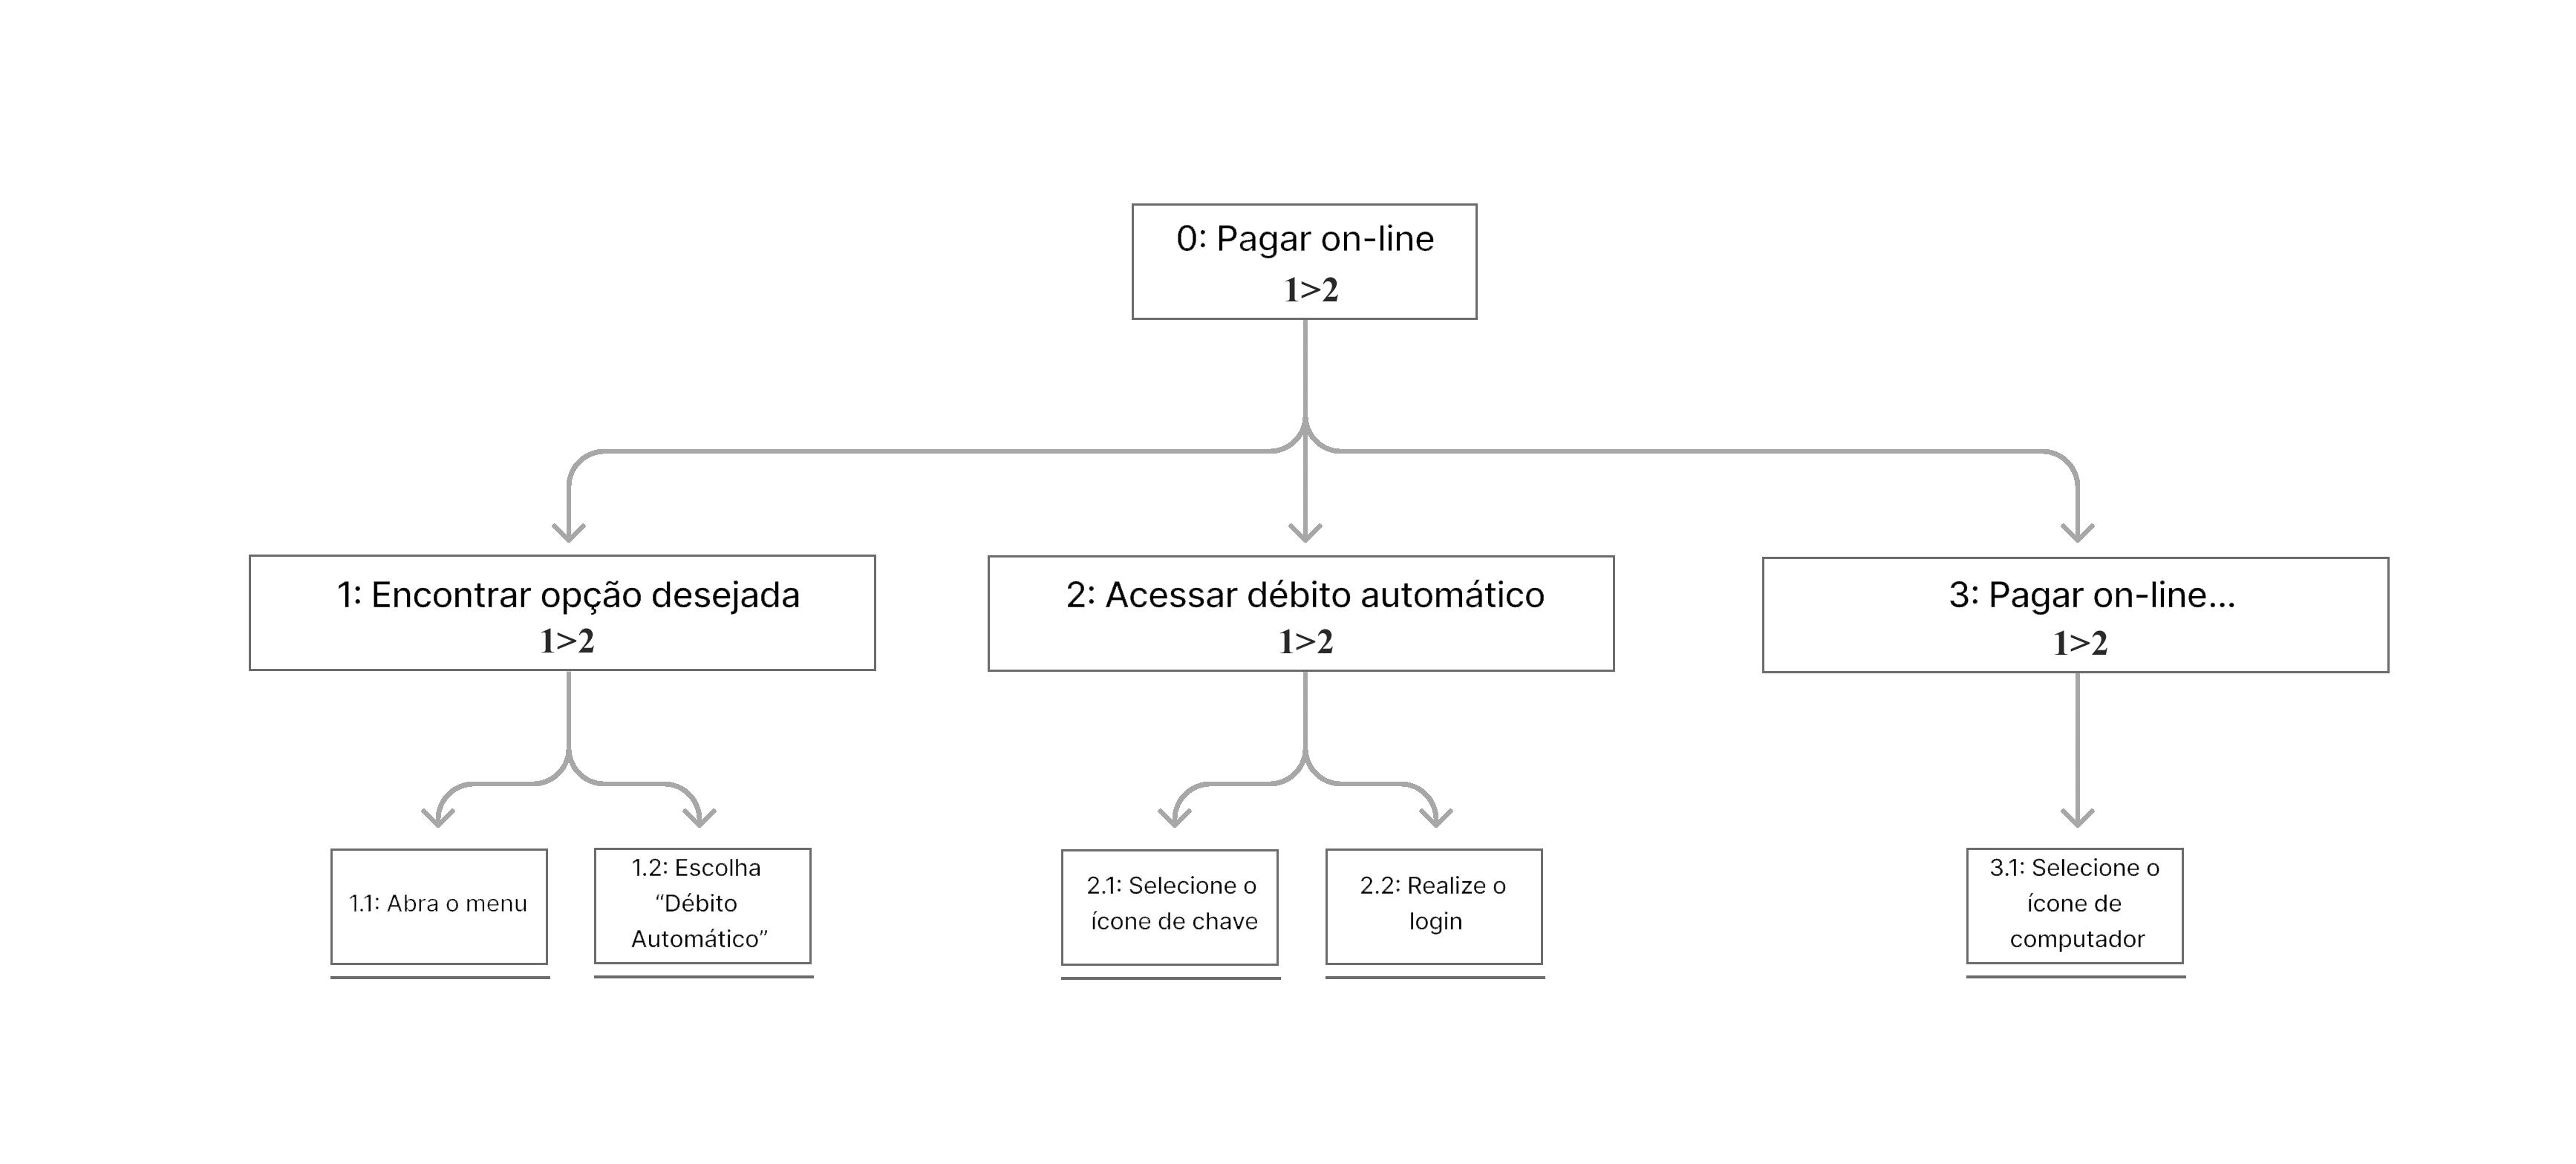 0: Pagar on-line
1>2
1: Encontrar opção desejada
1>2
2: Acessar débito automático
1>2
3: Pagar on-line...
1>2
1.1: Abra o menu
1.2: Escolha
“Débito
Automático”
2.1: Selecione o
ícone de chave
2.2: Realize o
login
3.1: Selecione o
ícone de
computador